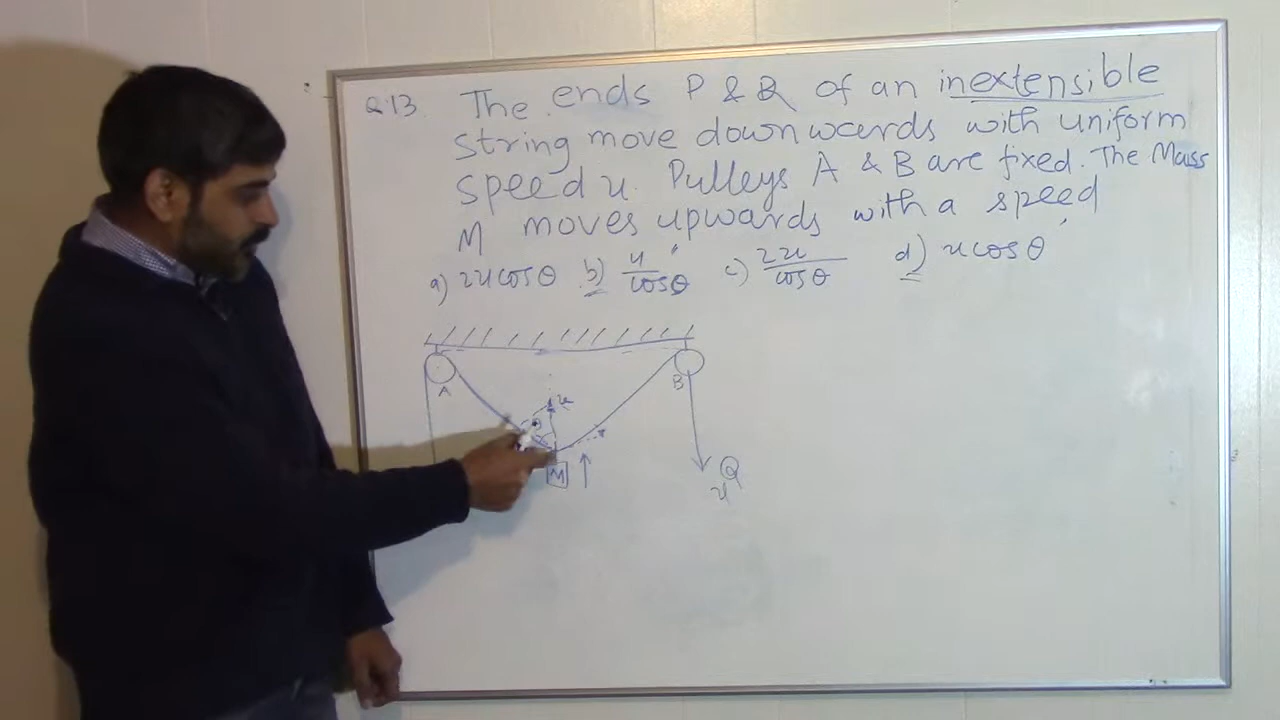 Q.13. The ends P & Q of an inextensible
string move downwards with uniform
speed u. Pulleys A & B are fixed. The Mass
M moves upwards with a speed
a) 2u cos θ b) u/cos θ c) 2u/cos θ d) u cos θ
A
B
u
θ
M
Q
u